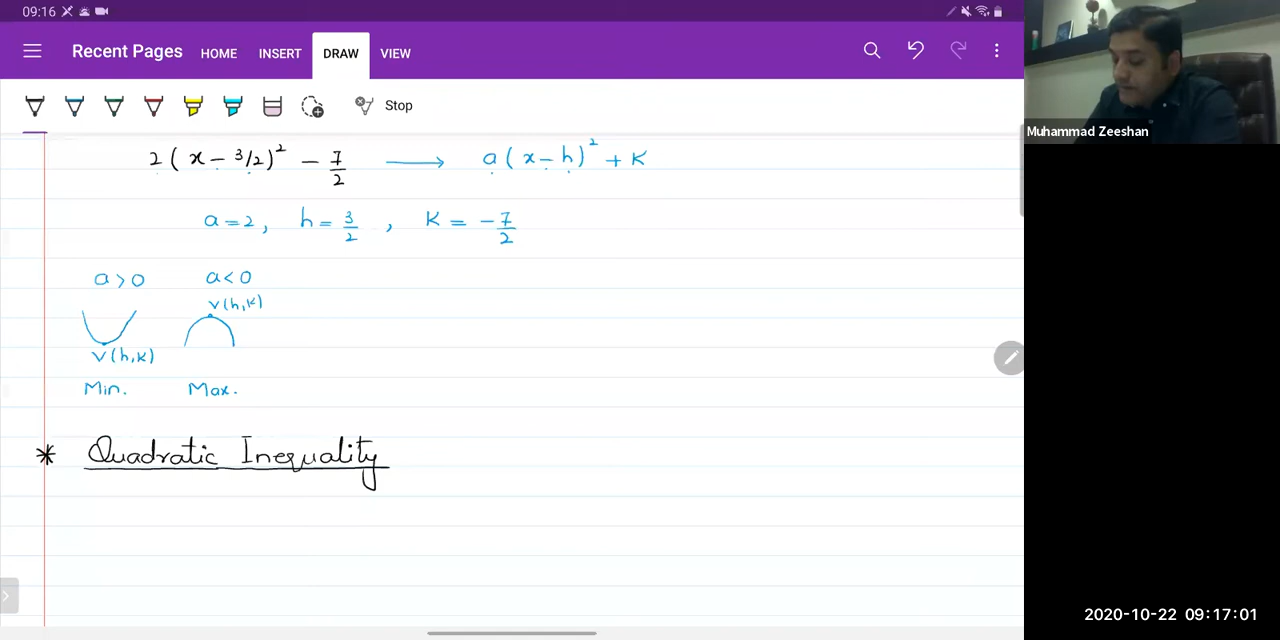 09:16
Recent Pages HOME INSERT DRAW VIEW
Stop
Muhammad Zeeshan
2(x - 3/2)² - 7/2 → a(x-h)² + K
a = 2, h = 3/2, K = -7/2
a > 0 a < 0
V(h,K)
V(h,K)
Min. Max.
* Quadratic Inequality
2020-10-22 09:17:01